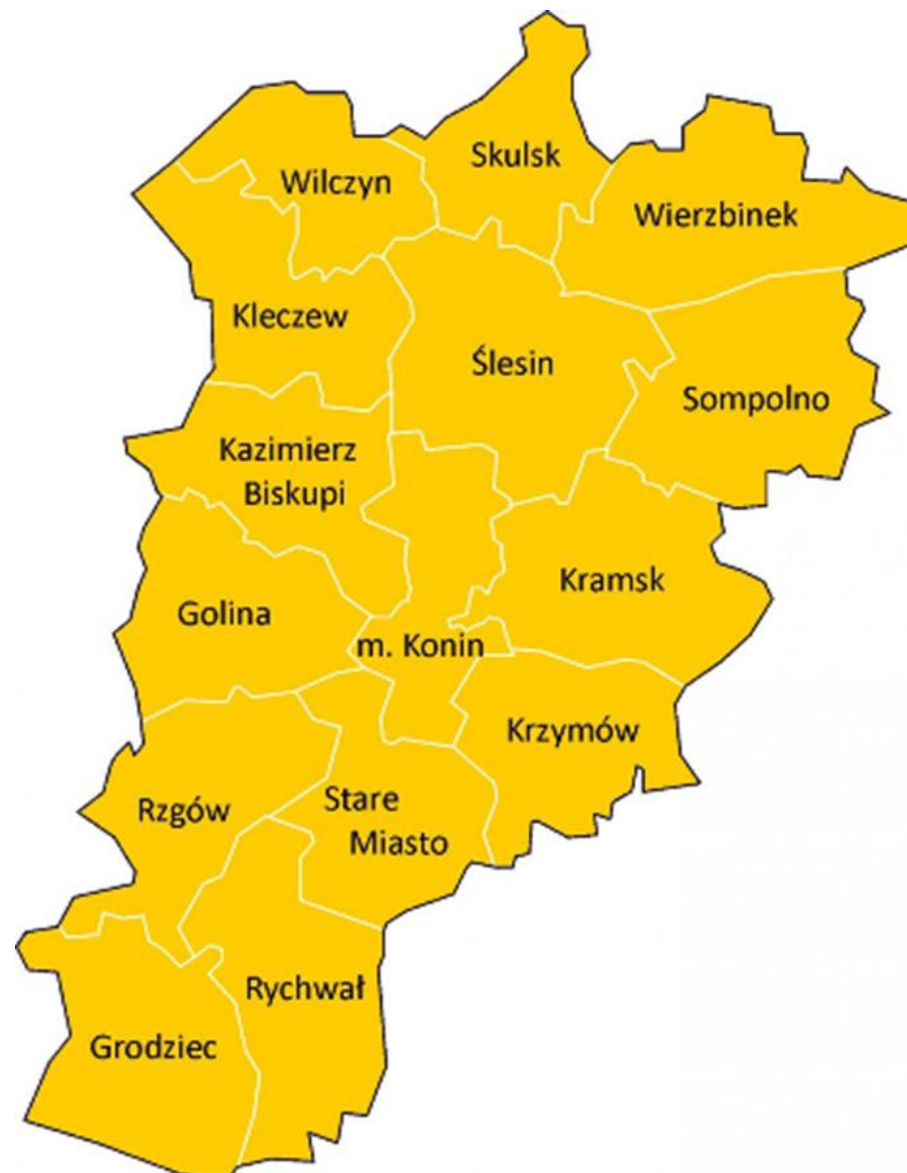 Skulsk
Wilczyn
Wierzbinek
Kleczew
Ślesin
Sompolno
Kazimierz
Biskupi
Kramsk
Golina
m. Konin
Krzymów
Rzgów
Stare
Miasto
Rychwał
Grodziec